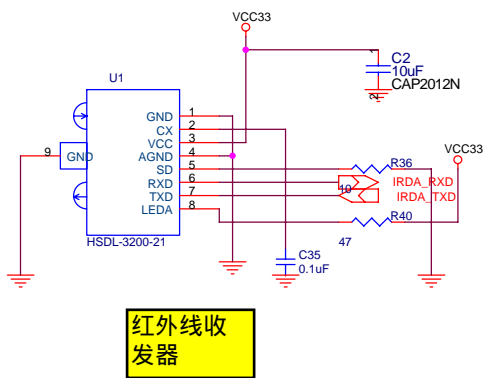 VCC33
1
C2
10uF
CAP2012N
2
U1
GND 1
CX 2
VCC 3
AGND 4
SD 5
RXD 6
TXD 7
LEDA 8
9 GND
HSDL-3200-21
R36
VCC33
10
IRDA_RXD
IRDA_TXD
R40
47
C35
0.1uF
红外线收
发器